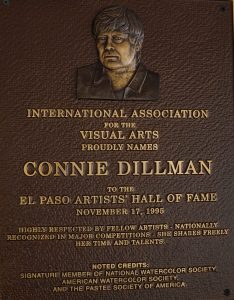 INTERNATIONAL ASSOCIATION
FOR THE
VISUAL ARTS
PROUDLY NAMES
CONNIE DILLMAN
TO THE
EL PASO ARTISTS' HALL OF FAME
NOVEMBER 17, 1995
HIGHLY RESPECTED BY FELLOW ARTISTS - NATIONALLY
RECOGNIZED IN MAJOR COMPETITIONS, SHE SHARES FREELY
HER TIME AND TALENTS.
NOTED CREDITS:
SIGNATURE MEMBER OF NATIONAL WATERCOLOR SOCIETY,
AMERICAN WATERCOLOR SOCIETY,
AND THE PASTEL SOCIETY OF AMERICA.